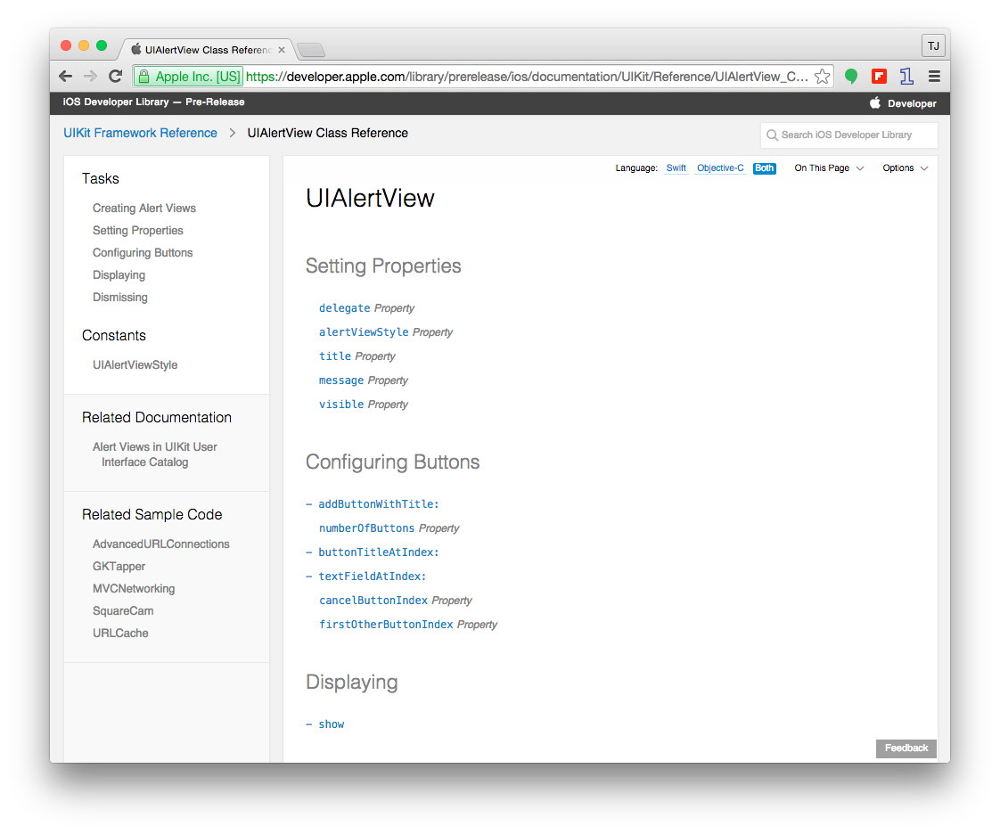 UIAlertView Class Referenc
TJ
Apple Inc. [US] https://developer.apple.com/library/prerelease/ios/documentation/UIKit/Reference/UIAlertView_C...
1
iOS Developer Library — Pre-Release
Developer
UIKit Framework Reference > UIAlertView Class Reference
Search iOS Developer Library
Tasks
Creating Alert Views
Setting Properties
Configuring Buttons
Displaying
Dismissing
Constants
UIAlertViewStyle
Related Documentation
Alert Views in UIKit User
Interface Catalog
Related Sample Code
AdvancedURLConnections
GKTapper
MVCNetworking
SquareCam
URLCache
Language: Swift Objective-C Both On This Page Options
UIAlertView
Setting Properties
delegate Property
alertViewStyle Property
title Property
message Property
visible Property
Configuring Buttons
– addButtonWithTitle:
numberOfButtons Property
– buttonTitleAtIndex:
– textFieldAtIndex:
cancelButtonIndex Property
firstOtherButtonIndex Property
Displaying
– show
Feedback